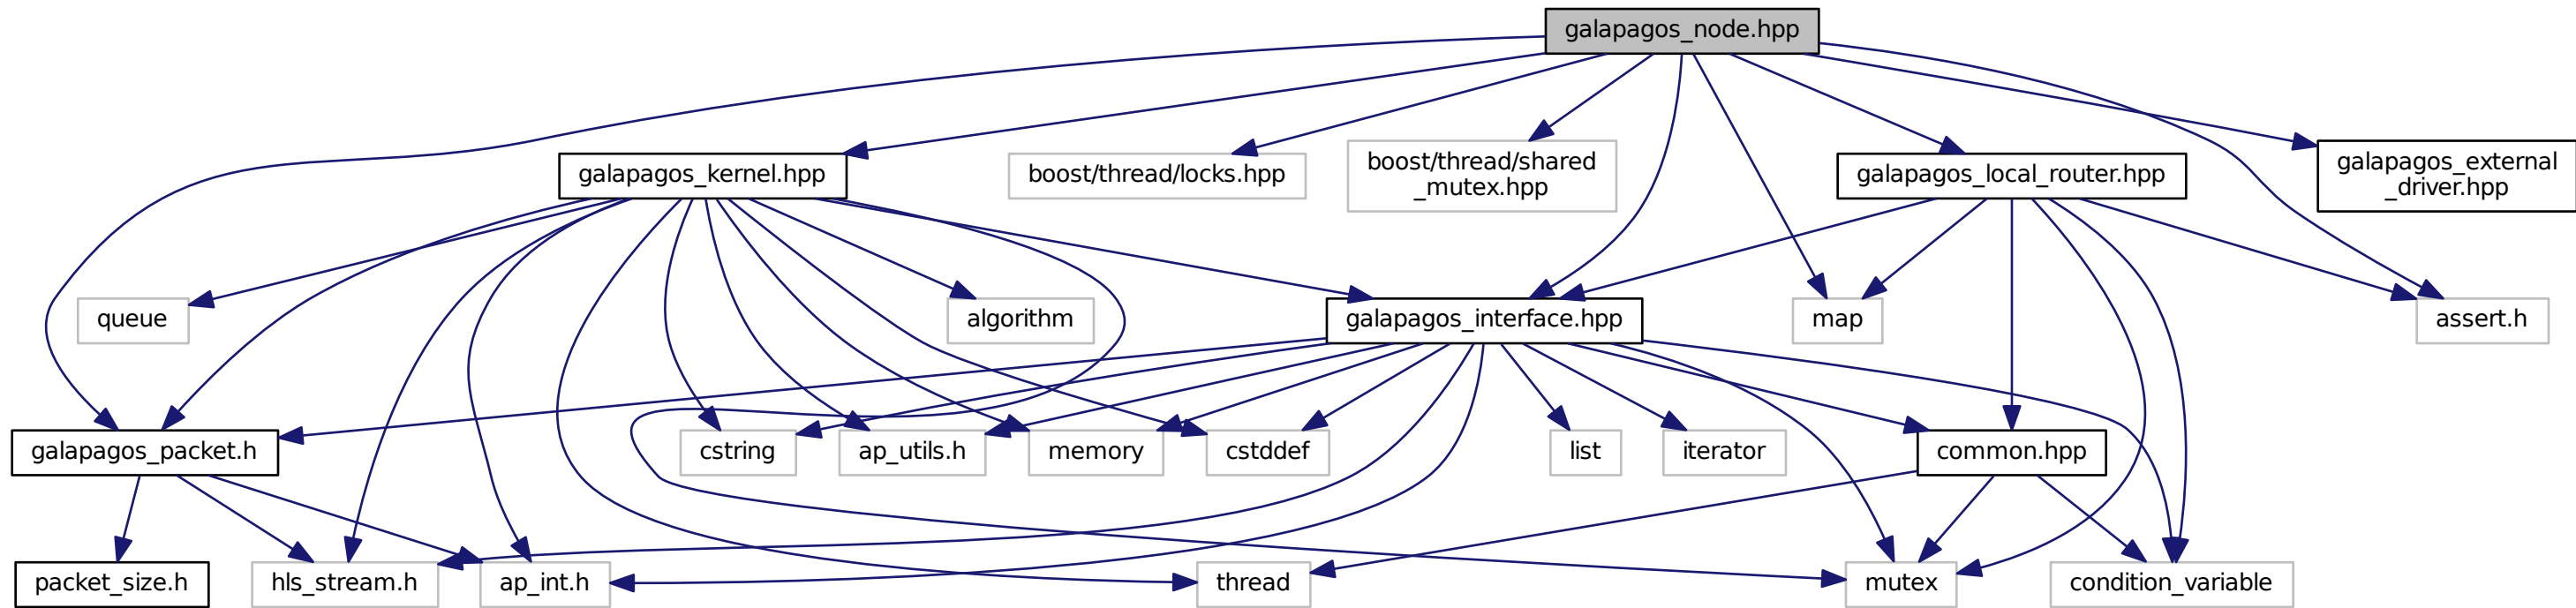 galapagos_node.hpp
galapagos_kernel.hpp
boost/thread/locks.hpp
boost/thread/shared
_mutex.hpp
galapagos_local_router.hpp
galapagos_external
_driver.hpp
queue
algorithm
galapagos_interface.hpp
map
assert.h
galapagos_packet.h
cstring
ap_utils.h
memory
cstddef
list
iterator
common.hpp
packet_size.h
hls_stream.h
ap_int.h
thread
mutex
condition_variable